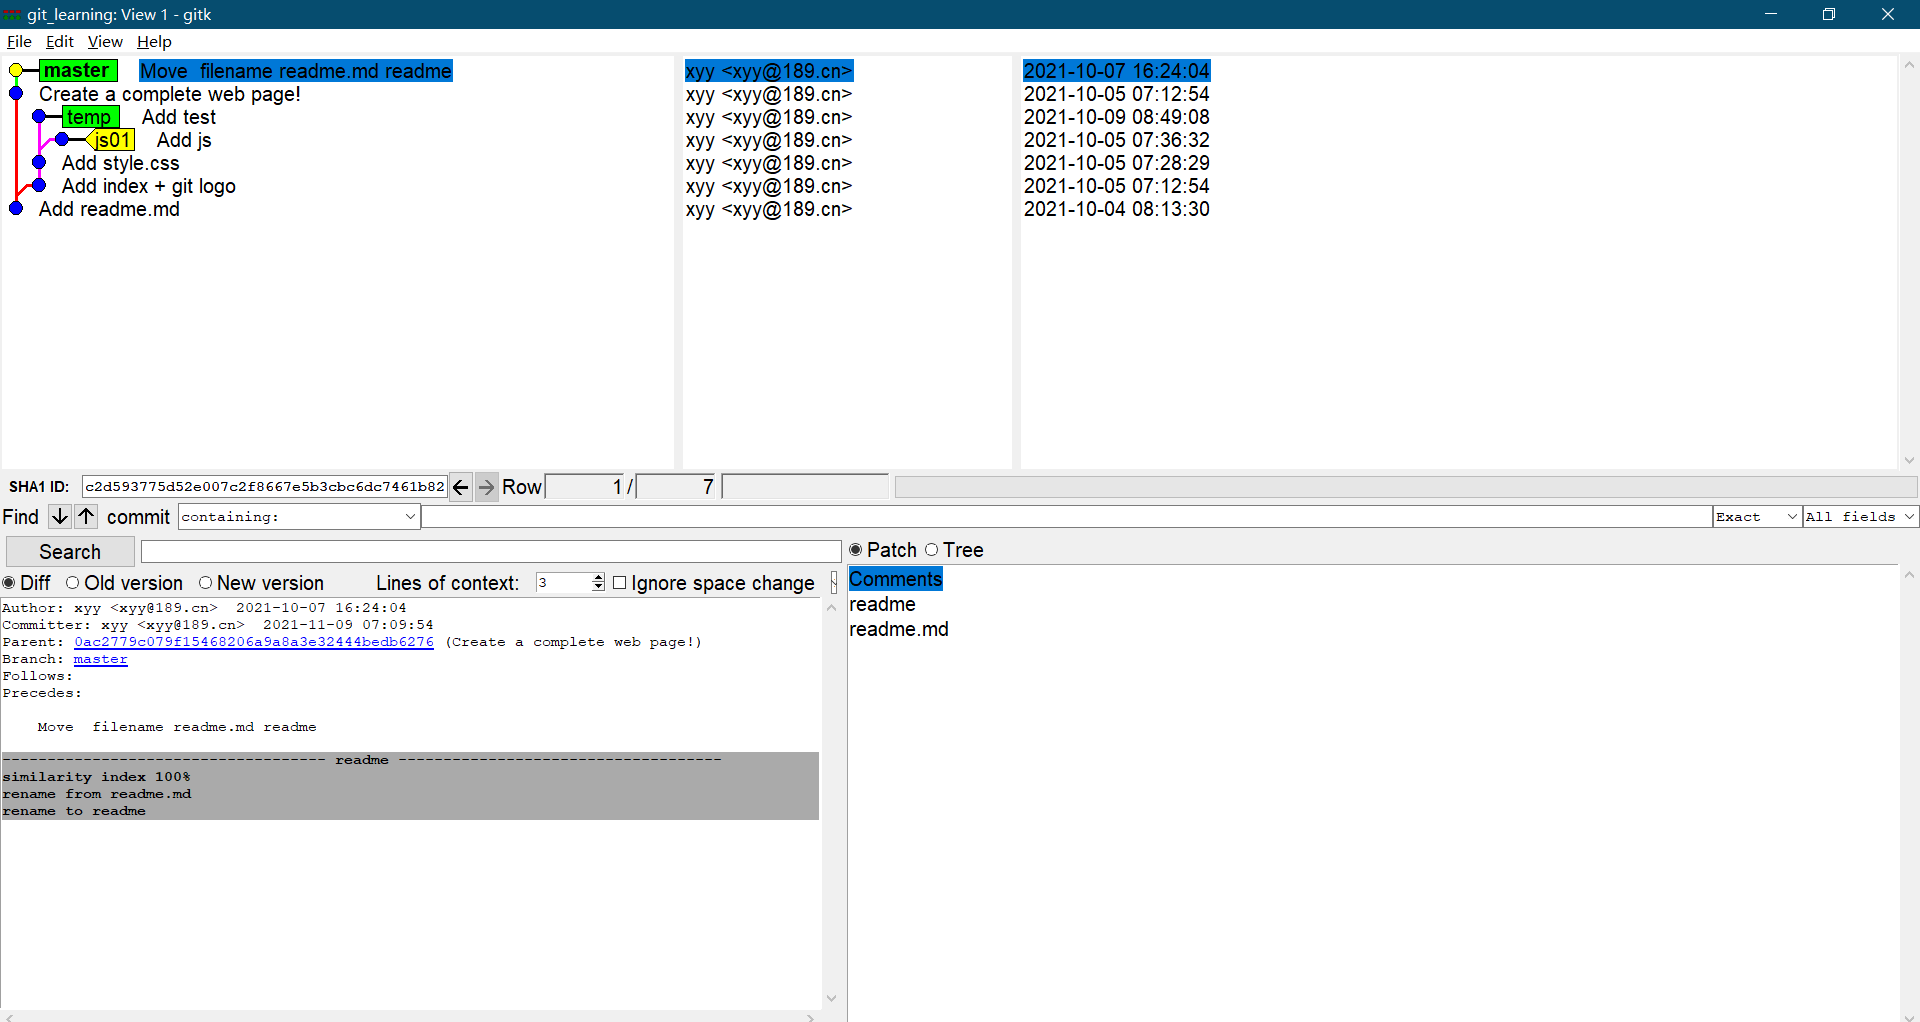 git_learning: View 1 - gitk
File Edit View Help
master Move  filename readme.md readme xyy <xyy@189.cn> 2021-10-07 16:24:04
Create a complete web page! xyy <xyy@189.cn> 2021-10-05 07:12:54
temp Add test xyy <xyy@189.cn> 2021-10-09 08:49:08
js01 Add js xyy <xyy@189.cn> 2021-10-05 07:36:32
Add style.css xyy <xyy@189.cn> 2021-10-05 07:28:29
Add index + git logo xyy <xyy@189.cn> 2021-10-05 07:12:54
Add readme.md xyy <xyy@189.cn> 2021-10-04 08:13:30
SHA1 ID: c2d593775d52e007c2f8667e5b3cbc6dc7461b82 Row 1 / 7
Find commit containing: Exact All fields
Search Patch Tree
Diff Old version New version Lines of context: 3 Ignore space change
Comments
readme
readme.md
Author: xyy <xyy@189.cn>  2021-10-07 16:24:04
Committer: xyy <xyy@189.cn>  2021-11-09 07:09:54
Parent: 0ac2779c079f15468206a9a8a3e32444bedb6276 (Create a complete web page!)
Branch: master
Follows:
Precedes:
Move  filename readme.md readme
------------------------------------ readme ------------------------------------
similarity index 100%
rename from readme.md
rename to readme